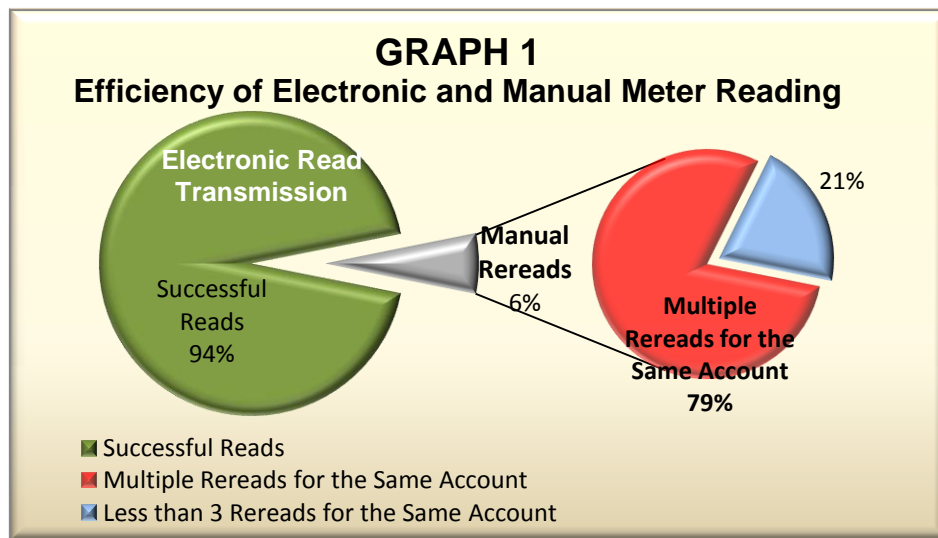 GRAPH 1
Efficiency of Electronic and Manual Meter Reading
Electronic Read
Transmission
Successful
Reads
94%
Manual
Rereads
6%
21%
Multiple
Rereads for the
Same Account
79%
Successful Reads
Multiple Rereads for the Same Account
Less than 3 Rereads for the Same Account